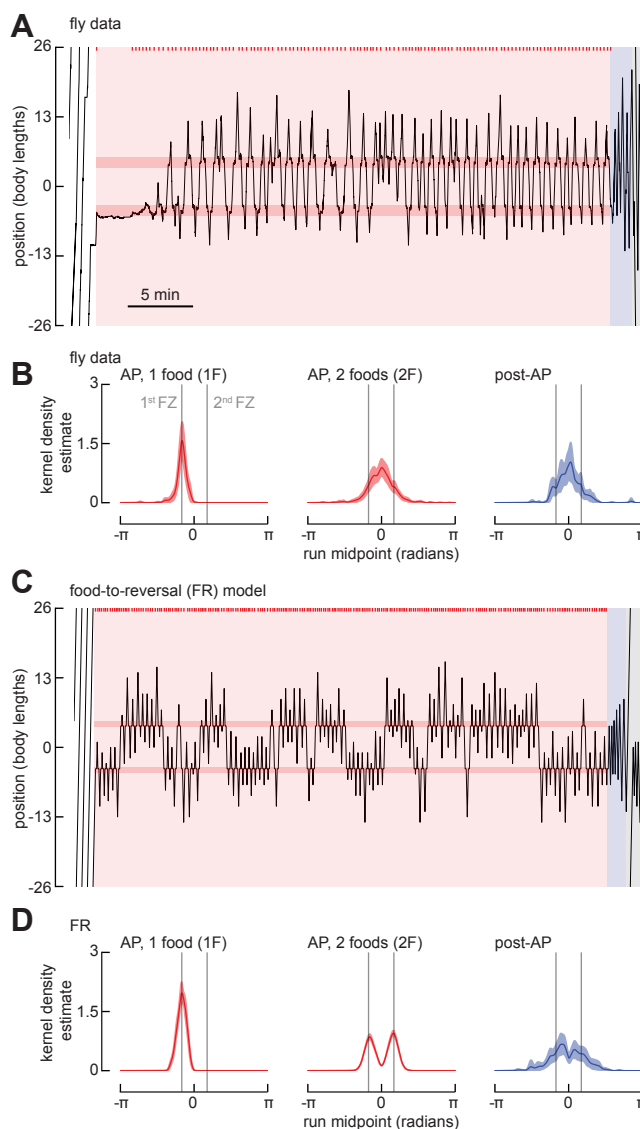 A
fly data
26
13
0
-13
-26
position (body lengths)
5 min
fly data
B
AP, 1 food (1F)
AP, 2 foods (2F)
post-AP
3
1.5
0
kernel density
estimate
1st FZ
2nd FZ
-π 0 π
-π 0 π
-π 0 π
run midpoint (radians)
C
food-to-reversal (FR) model
26
13
0
-13
-26
position (body lengths)
D
FR
AP, 1 food (1F)
AP, 2 foods (2F)
post-AP
3
1.5
0
kernel density
estimate
-π 0 π
-π 0 π
-π 0 π
run midpoint (radians)